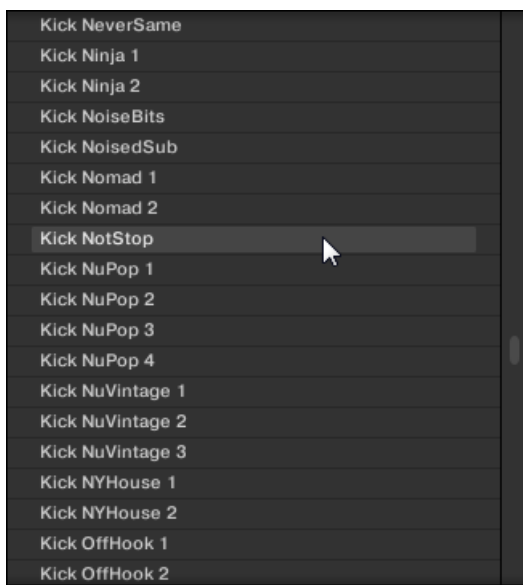 Kick NeverSame
Kick Ninja 1
Kick Ninja 2
Kick NoiseBits
Kick NoisedSub
Kick Nomad 1
Kick Nomad 2
Kick NotStop
Kick NuPop 1
Kick NuPop 2
Kick NuPop 3
Kick NuPop 4
Kick NuVintage 1
Kick NuVintage 2
Kick NuVintage 3
Kick NYHouse 1
Kick NYHouse 2
Kick OffHook 1
Kick OffHook 2